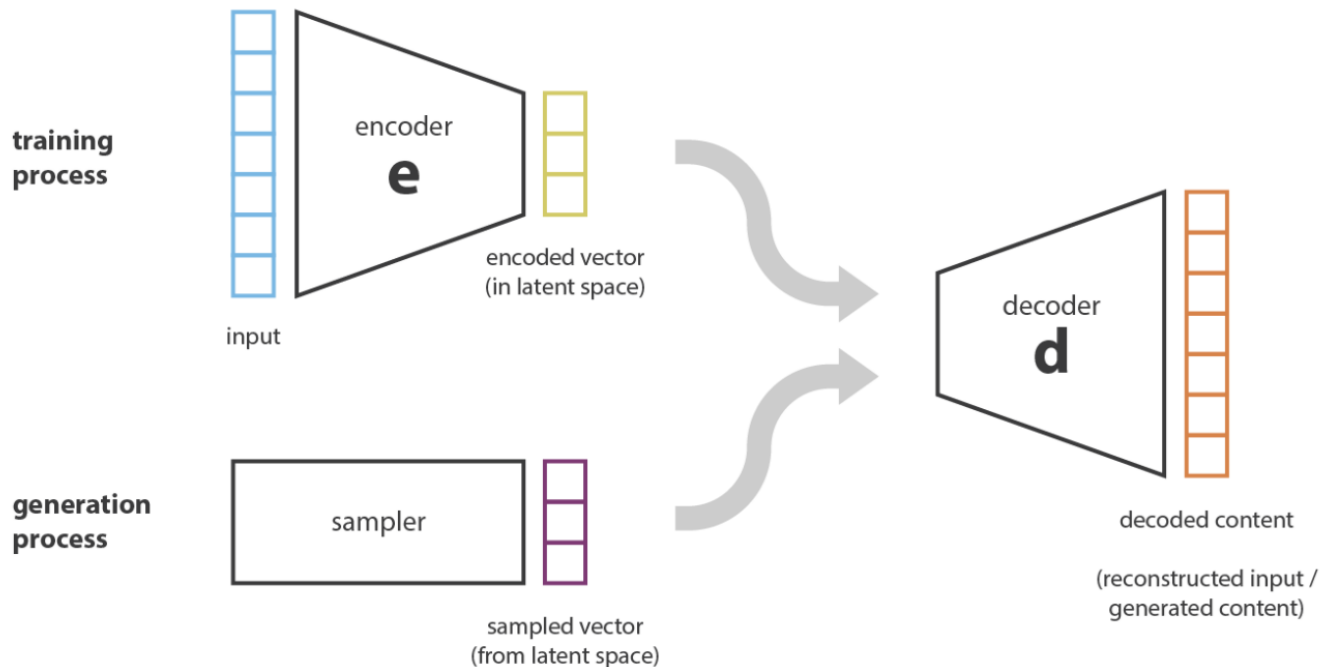 training
process
encoder
e
encoded vector
(in latent space)
input
decoder
d
generation
process
sampler
sampled vector
(from latent space)
decoded content
(reconstructed input /
generated content)